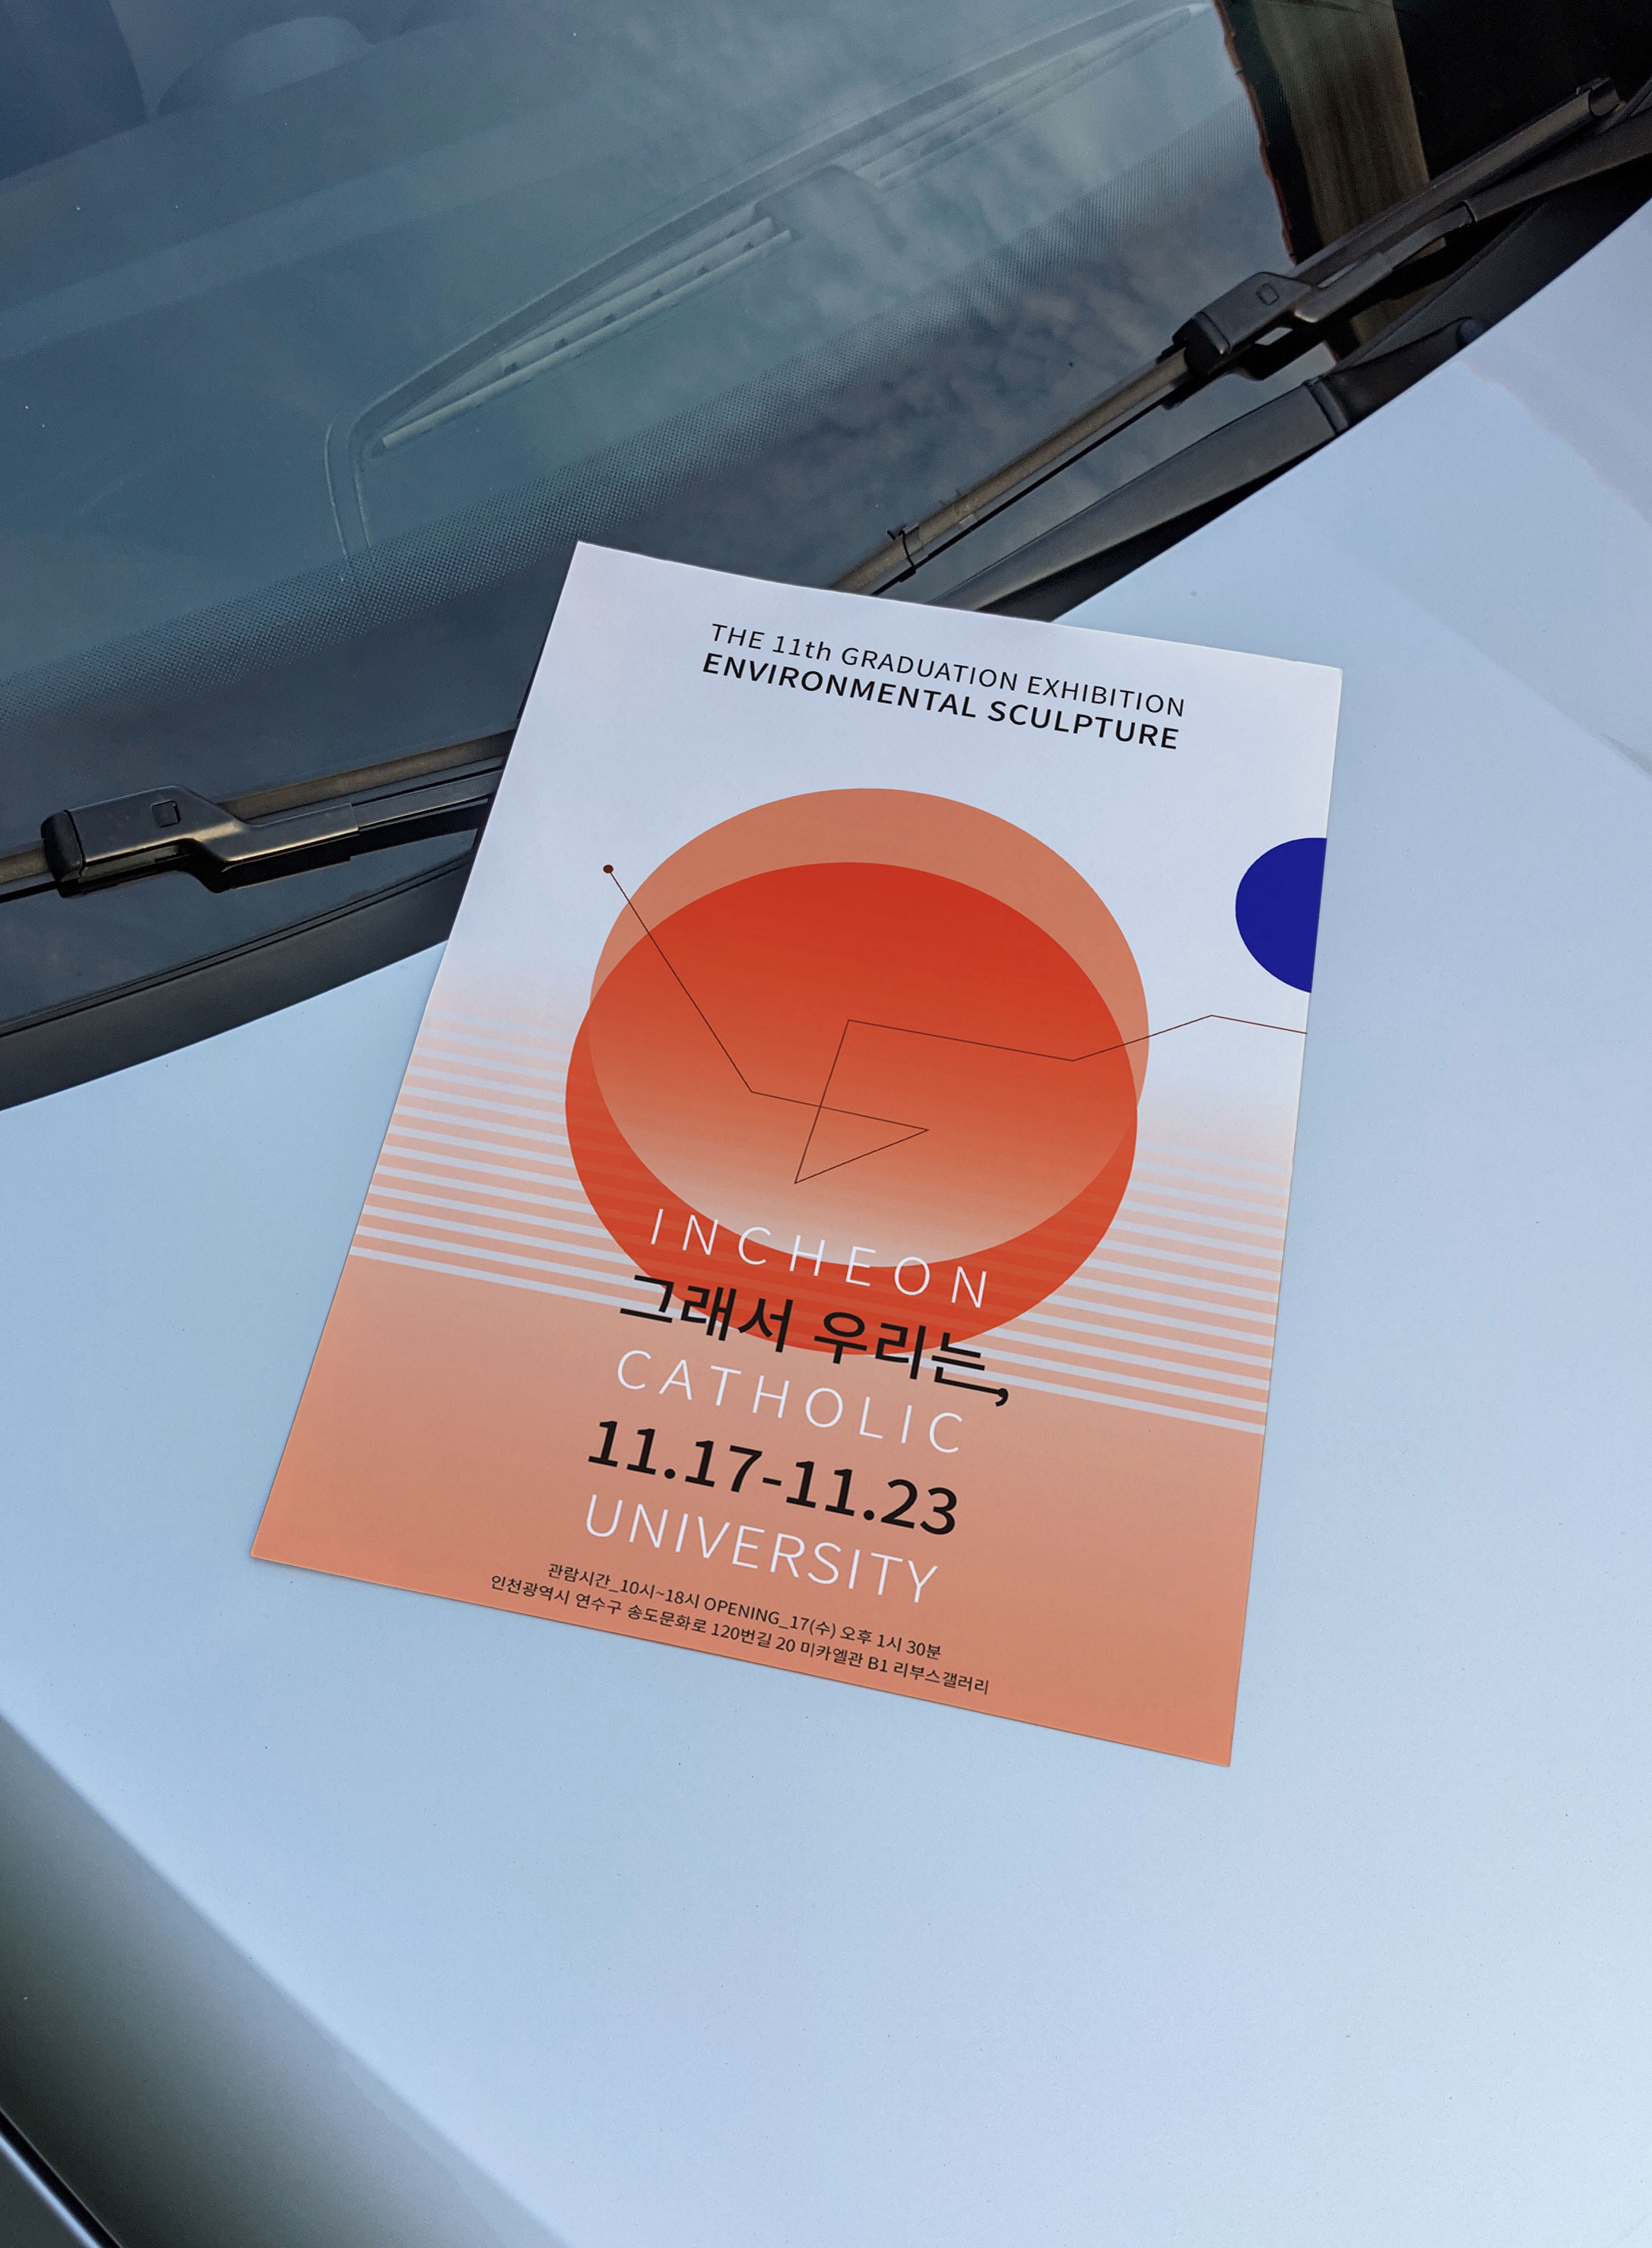 THE 11th GRADUATION EXHIBITION
ENVIRONMENTAL SCULPTURE
INCHEON
그래서 우리는,
CATHOLIC
11.17-11.23
UNIVERSITY
관람시간_10시~18시 OPENING_17(수) 오후 1시 30분
인천광역시 연수구 송도문화로 120번길 20 미카엘관 B1 리부스갤러리